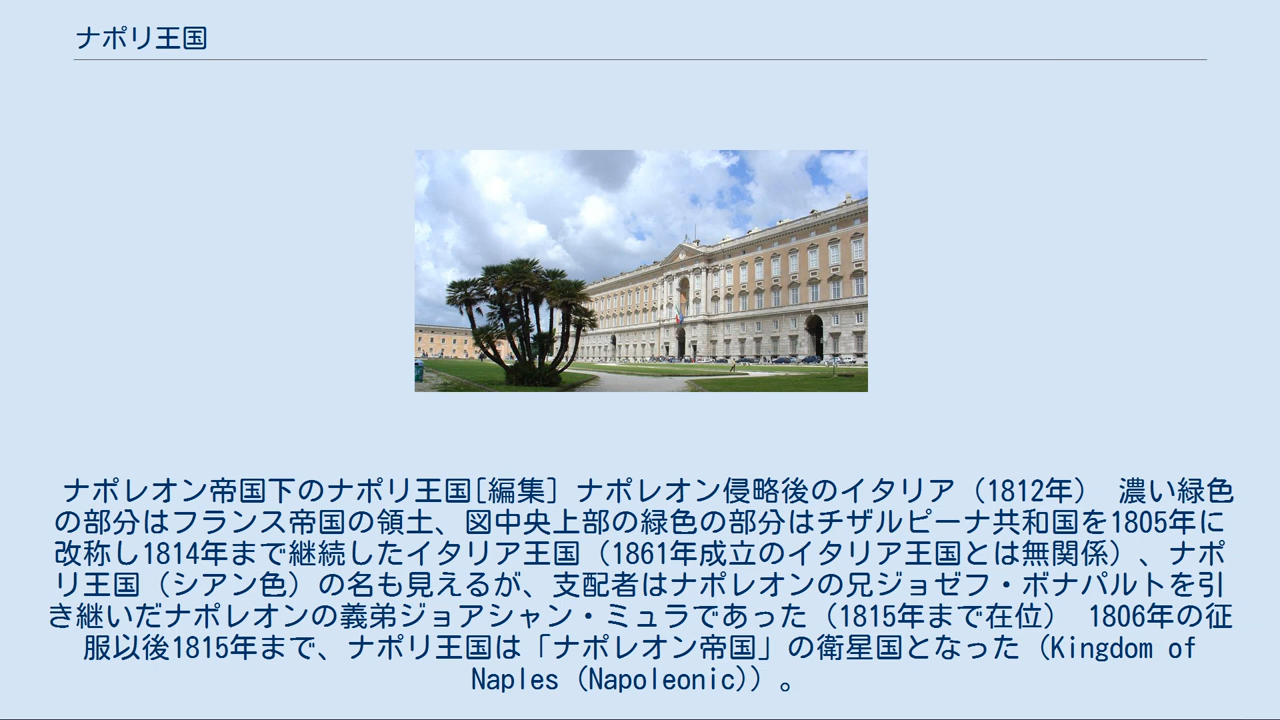 ナポリ王国
ナポレオン帝国下のナポリ王国[編集] ナポレオン侵略後のイタリア（1812年） 濃い緑色
の部分はフランス帝国の領土、図中央上部の緑色の部分はチザルピーナ共和国を1805年に
改称し1814年まで継続したイタリア王国（1861年成立のイタリア王国とは無関係）、ナポ
リ王国（シアン色）の名も見えるが、支配者はナポレオンの兄ジョゼフ・ボナパルトを引
き継いだナポレオンの義弟ジョアシャン・ミュラであった（1815年まで在位） 1806年の征
服以後1815年まで、ナポリ王国は「ナポレオン帝国」の衛星国となった（Kingdom of
Naples (Napoleonic)）。